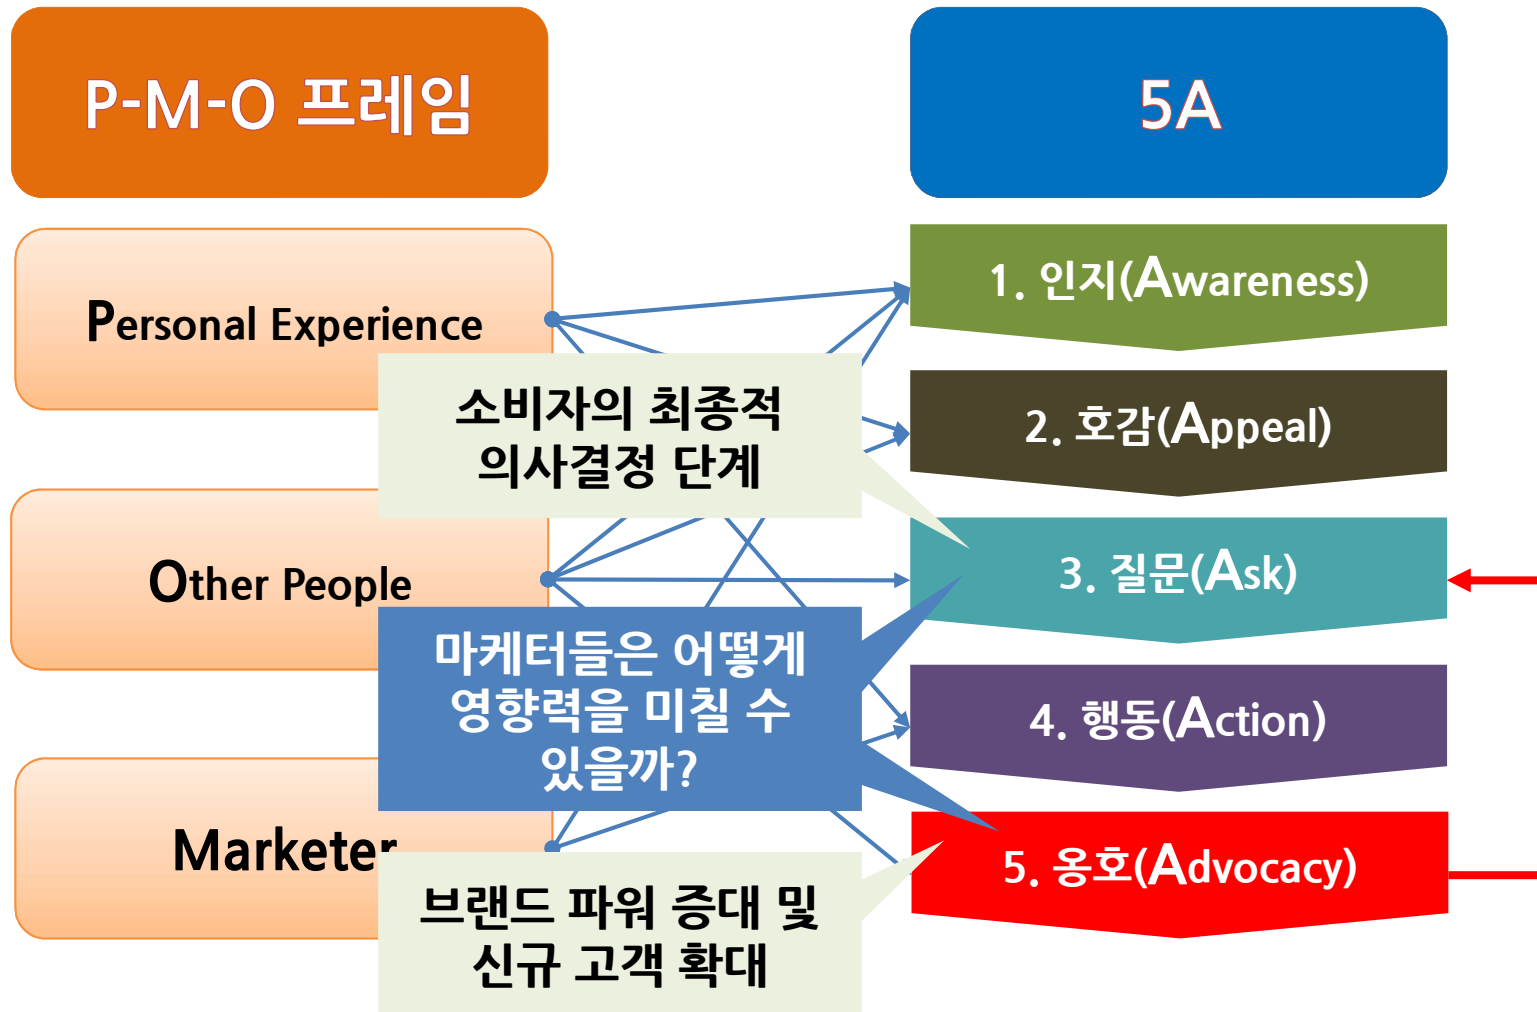 P-M-O 프레임
5A
Personal Experience
Other People
Marketer
1. 인지(Awareness)
2. 호감(Appeal)
3. 질문(Ask)
4. 행동(Action)
5. 옹호(Advocacy)
소비자의 최종적
의사결정 단계
마케터들은 어떻게
영향력을 미칠 수
있을까?
브랜드 파워 증대 및
신규 고객 확대